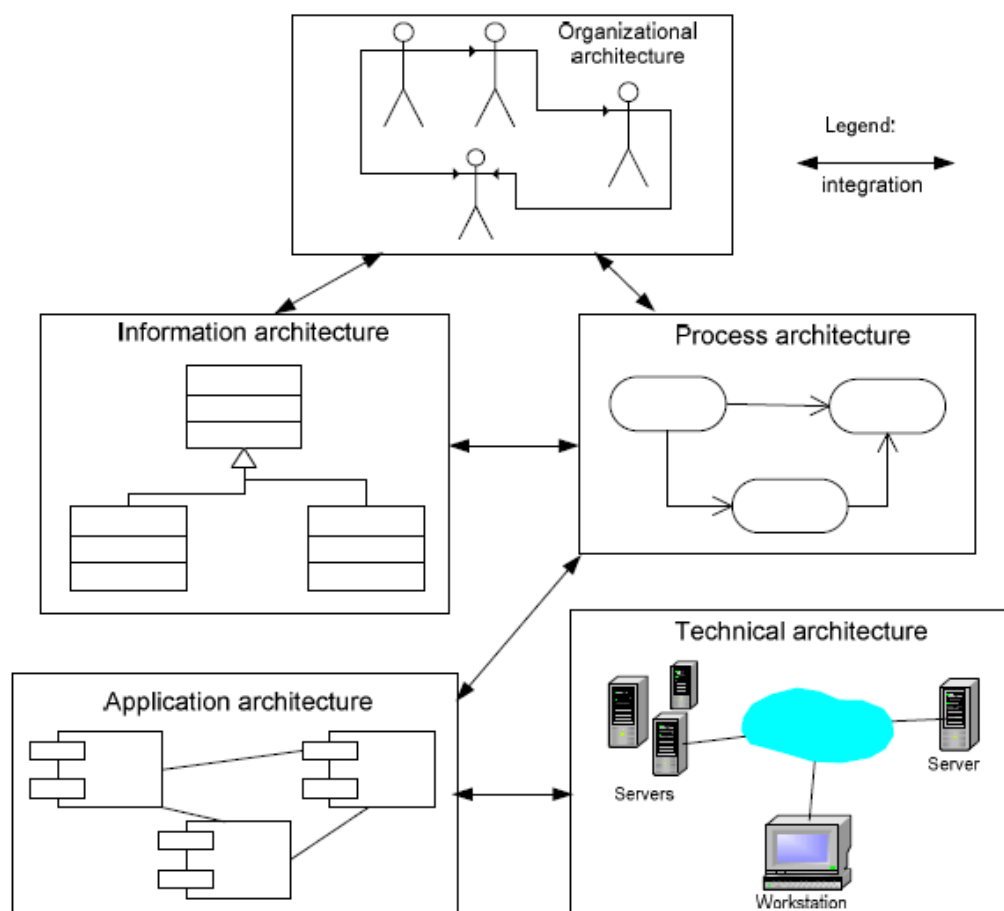 Organizational
architecture
Legend:
integration
Information architecture
Process architecture
Application architecture
Technical architecture
Servers
Server
Workstation